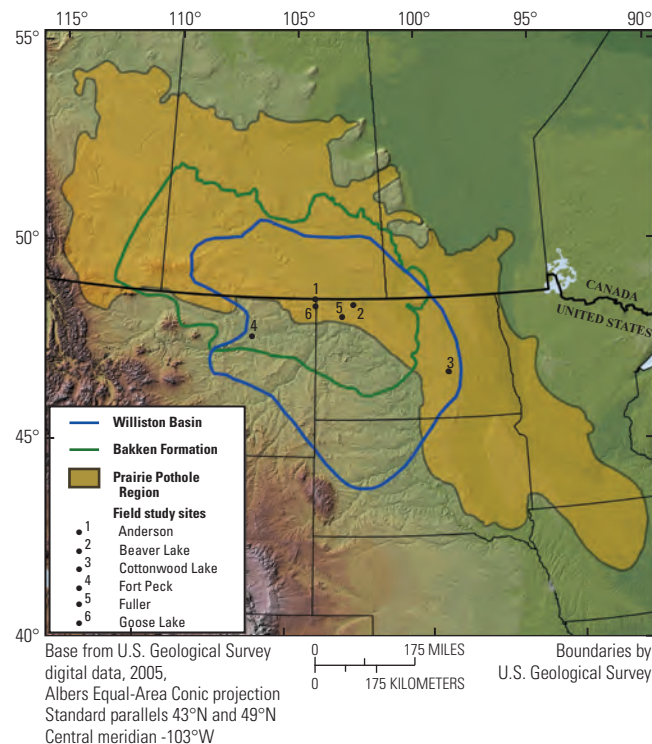 115° 110° 105° 100° 95° 90°
55°
50°
45°
40°
1
6
5
2
4
3
CANADA
UNITED STATES
Williston Basin
Bakken Formation
Prairie Pothole
Region
Field study sites
1 Anderson
2 Beaver Lake
3 Cottonwood Lake
4 Fort Peck
5 Fuller
6 Goose Lake
Base from U.S. Geological Survey
digital data, 2005,
Albers Equal-Area Conic projection
Standard parallels 43°N and 49°N
Central meridian -103°W
0 175 MILES
0 175 KILOMETERS
Boundaries by
U.S. Geological Survey